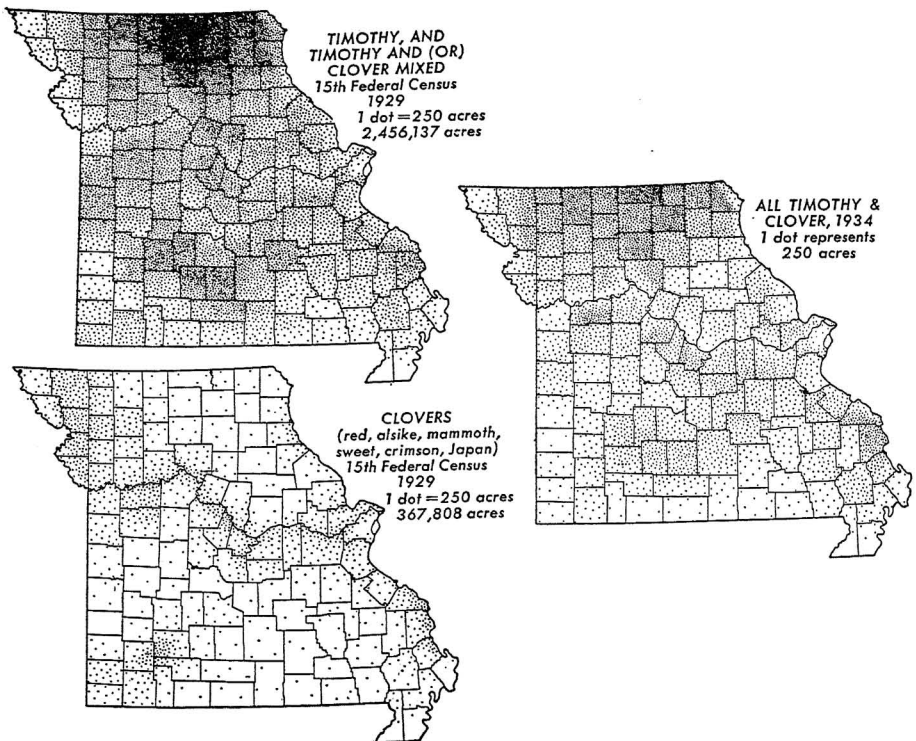 TIMOTHY, AND
TIMOTHY AND (OR)
CLOVER MIXED
15th Federal Census
1929
1 dot = 250 acres
2,456,137 acres
ALL TIMOTHY &
CLOVER, 1934
1 dot represents
250 acres
CLOVERS
(red, alsike, mammoth,
sweet, crimson, Japan)
15th Federal Census
1929
1 dot = 250 acres
367,808 acres